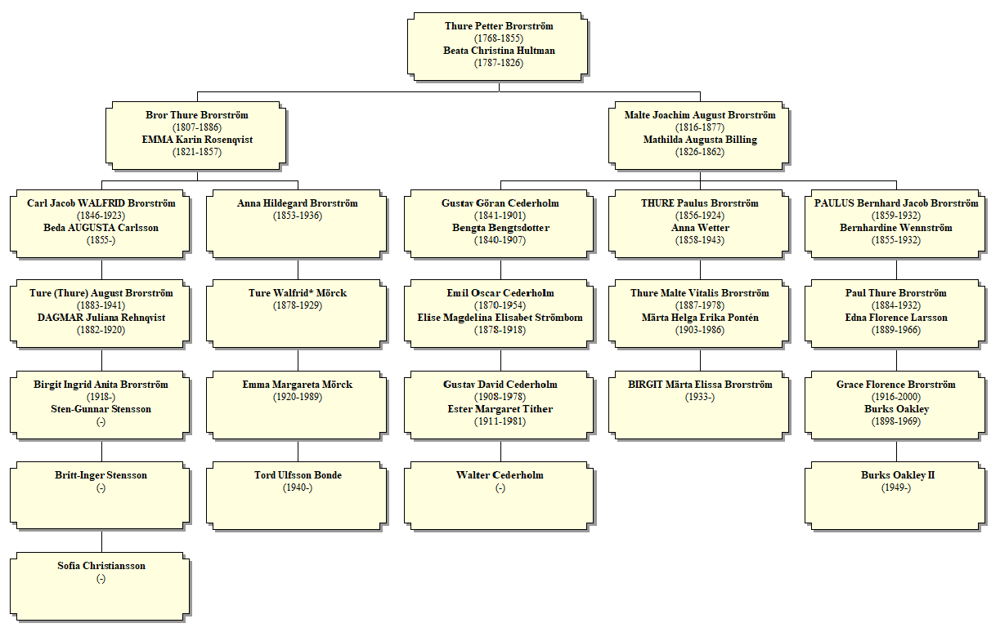 Thure Petter Brorström
(1768-1855)
Beata Christina Hultman
(1787-1826)
Bror Thure Brorström
(1807-1886)
EMMA Karin Rosenqvist
(1821-1857)
Malte Joachim August Brorström
(1816-1877)
Mathilda Augusta Billing
(1826-1862)
Carl Jacob WALFRID Brorström
(1846-1923)
Beda AUGUSTA Carlsson
(1855-)
Anna Hildegard Brorström
(1853-1936)
Gustav Göran Cederholm
(1841-1901)
Bengta Bengtsdotter
(1840-1907)
THURE Paulus Brorström
(1856-1924)
Anna Wetter
(1858-1943)
PAULUS Bernhard Jacob Brorström
(1859-1932)
Bernhardine Wennström
(1855-1932)
Ture (Thure) August Brorström
(1883-1941)
DAGMAR Juliana Rehnqvist
(1882-1920)
Ture Walfrid* Mörck
(1878-1929)
Emil Oscar Cederholm
(1870-1954)
Elise Magdelina Elisabet Strömbom
(1878-1918)
Thure Malte Vitalis Brorström
(1887-1978)
Märta Helga Erika Pontén
(1903-1986)
Paul Thure Brorström
(1884-1932)
Edna Florence Larsson
(1889-1966)
Birgit Ingrid Anita Brorström
(1918-)
Sten-Gunnar Stensson
(-)
Emma Margareta Mörck
(1920-1989)
Gustav David Cederholm
(1908-1978)
Ester Margaret Tither
(1911-1981)
BIRGIT Märta Elissa Brorström
(1933-)
Grace Florence Brorström
(1916-2000)
Burks Oakley
(1898-1969)
Britt-Inger Stensson
(-)
Tord Ulfsson Bonde
(1940-)
Walter Cederholm
(-)
Burks Oakley II
(1949-)
Sofia Christiansson
(-)